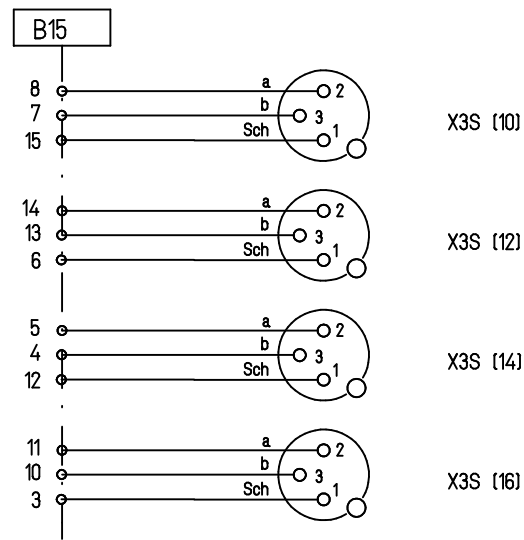 B15
8 a 2
7 b 3 X3S (10)
15 Sch 1
14 a 2
13 b 3 X3S (12)
6 Sch 1
5 a 2
4 b 3 X3S (14)
12 Sch 1
11 a 2
10 b 3 X3S (16)
3 Sch 1